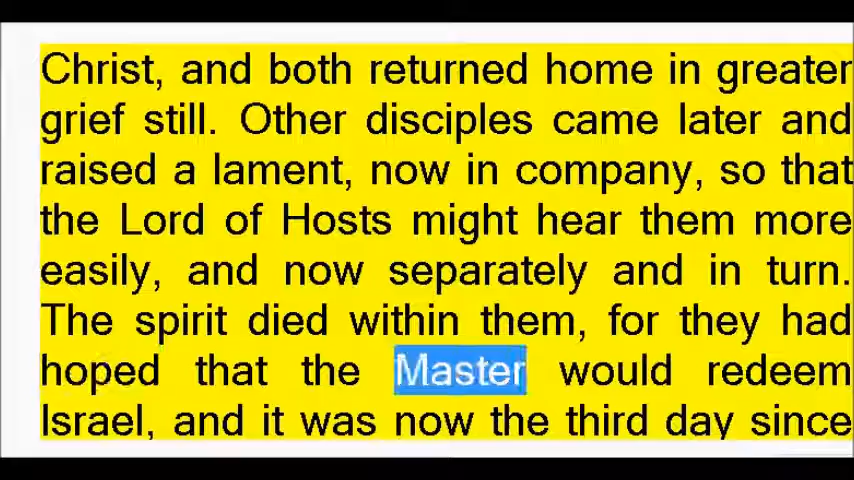 Christ, and both returned home in greater
grief still. Other disciples came later and
raised a lament, now in company, so that
the Lord of Hosts might hear them more
easily, and now separately and in turn.
The spirit died within them, for they had
hoped that the Master would redeem
Israel, and it was now the third day since